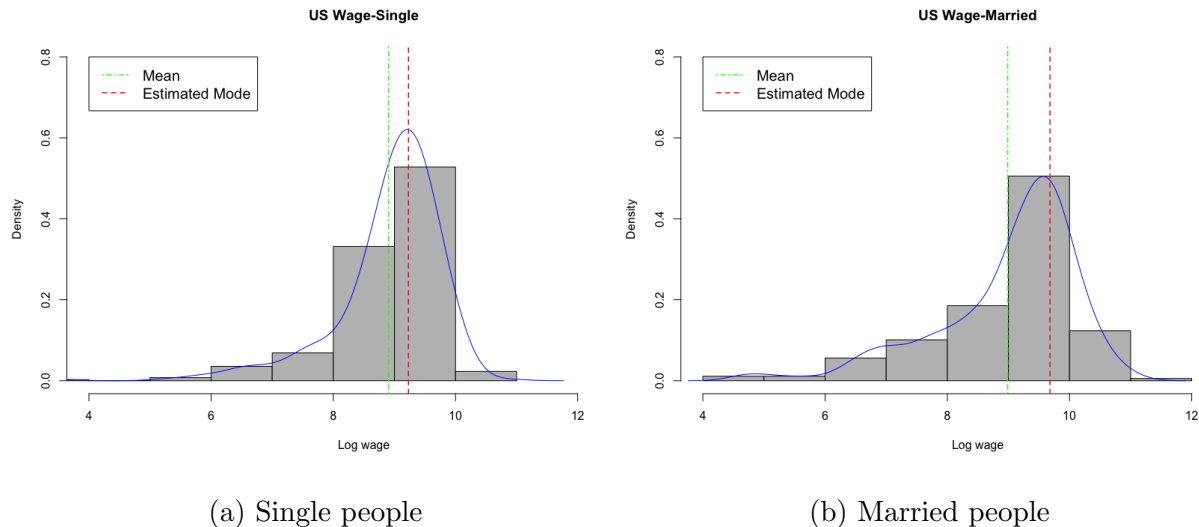 US Wage-Single
0.8
0.6
0.4
0.2
0.0
Density
Mean
Estimated Mode
4 6 8 10 12
Log wage
(a) Single people
US Wage-Married
0.8
0.6
0.4
0.2
0.0
Density
Mean
Estimated Mode
4 6 8 10 12
Log wage
(b) Married people